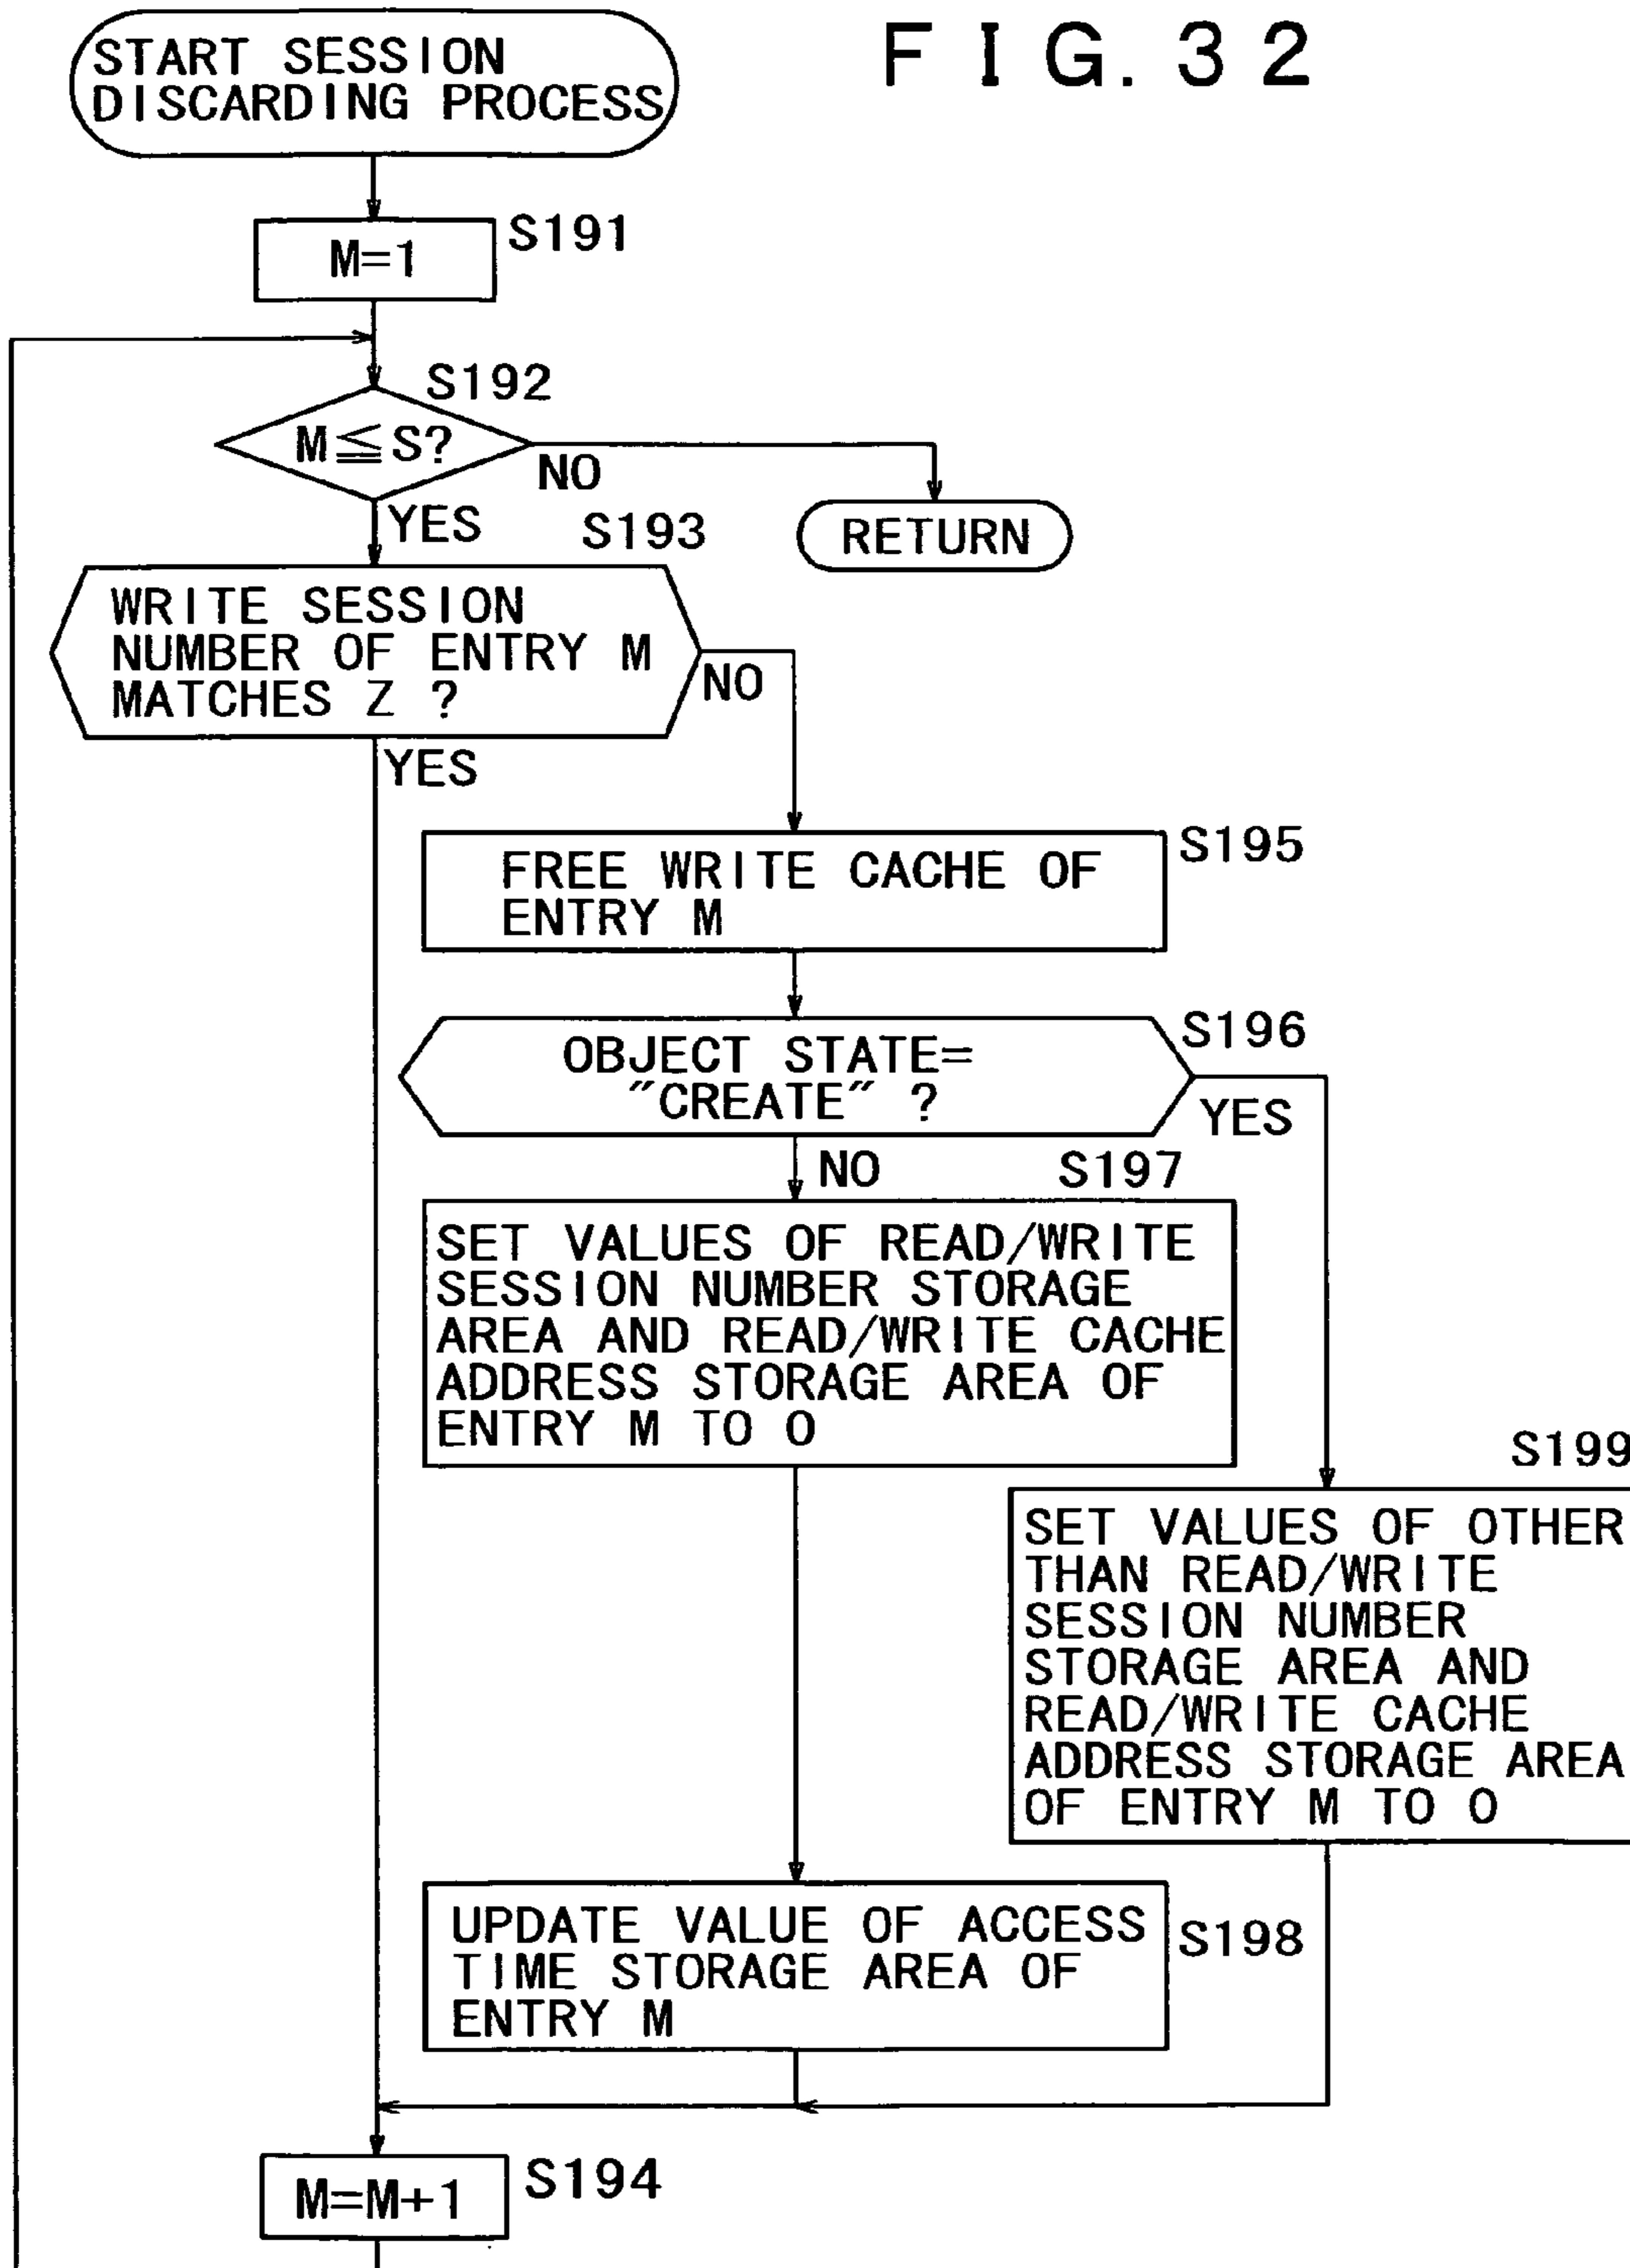 FIG. 32
START SESSION
DISCARDING PROCESS
S191
M=1
S192
M≦S?
NO
YES
RETURN
S193
WRITE SESSION
NUMBER OF ENTRY M
MATCHES Z ?
NO
YES
S195
FREE WRITE CACHE OF
ENTRY M
S196
OBJECT STATE=
"CREATE" ?
YES
NO
S197
SET VALUES OF READ/WRITE
SESSION NUMBER STORAGE
AREA AND READ/WRITE CACHE
ADDRESS STORAGE AREA OF
ENTRY M TO 0
S199
SET VALUES OF OTHER
THAN READ/WRITE
SESSION NUMBER
STORAGE AREA AND
READ/WRITE CACHE
ADDRESS STORAGE AREA
OF ENTRY M TO 0
UPDATE VALUE OF ACCESS
TIME STORAGE AREA OF
ENTRY M
S198
M=M+1
S194